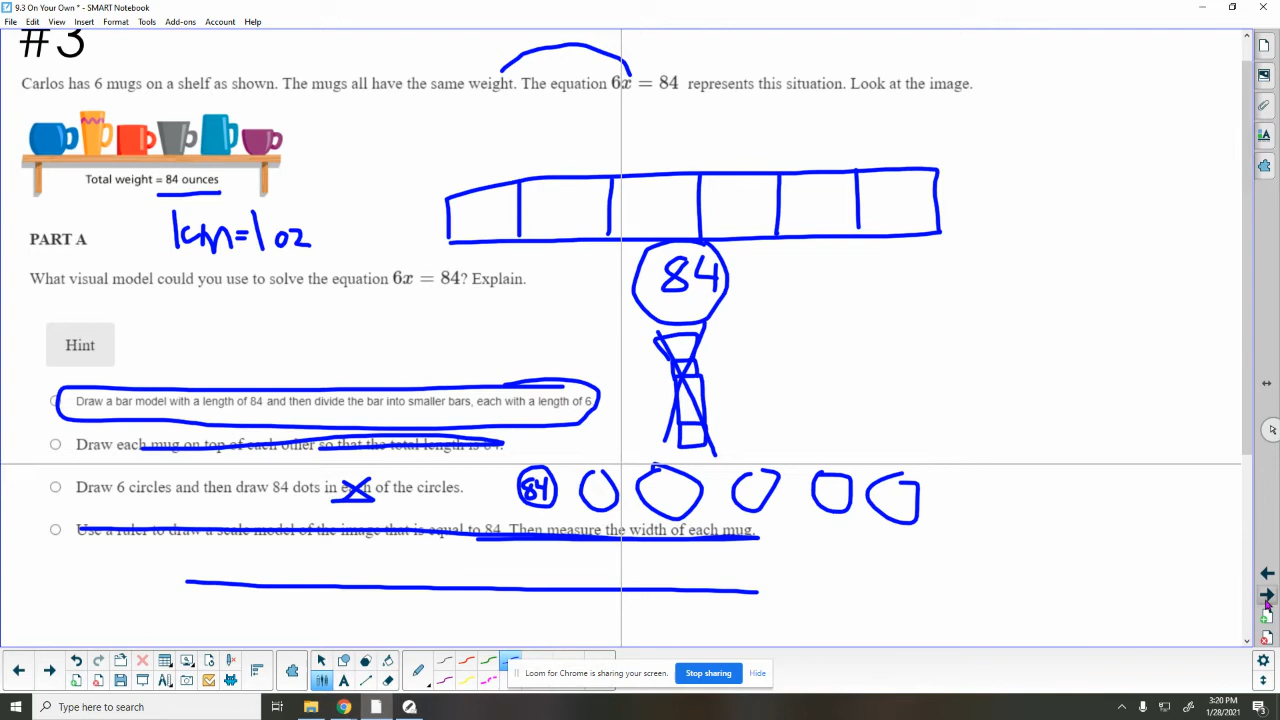 9.3 On Your Own * - SMART Notebook
File Edit View Insert Format Tools Add-ons Account Help
#3
Carlos has 6 mugs on a shelf as shown. The mugs all have the same weight. The equation 6x = 84 represents this situation. Look at the image.
Total weight = 84 ounces
1cm=1 oz
84
PART A
What visual model could you use to solve the equation 6x = 84? Explain.
Hint
Draw a bar model with a length of 84 and then divide the bar into smaller bars, each with a length of 6.
Draw each mug on top of each other so that the total length is 84.
Draw 6 circles and then draw 84 dots in each of the circles.
84
Use a ruler to draw a scale model of the image that is equal to 84. Then measure the width of each mug.
Loom for Chrome is sharing your screen.
Stop sharing
Hide
Type here to search
3:20 PM
1/28/2021